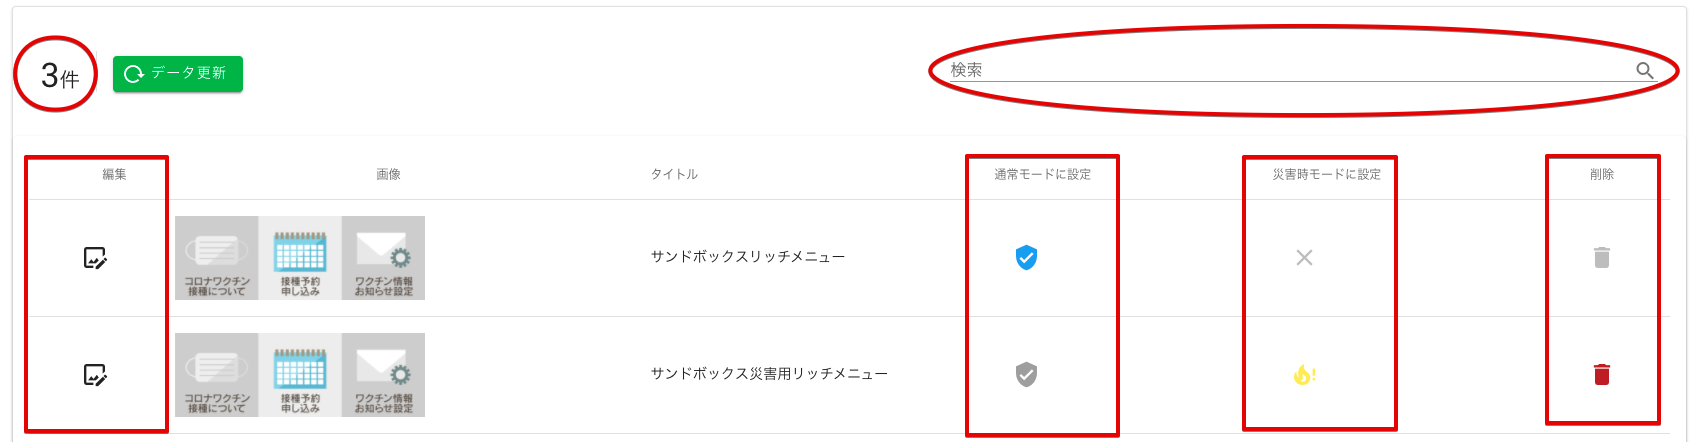 3件
データ更新
検索
編集
画像
タイトル
通常モードに設定
災害時モードに設定
削除
コロナワクチン
接種について
接種予約
申し込み
ワクチン情報
お知らせ設定
サンドボックスリッチメニュー
コロナワクチン
接種について
接種予約
申し込み
ワクチン情報
お知らせ設定
サンドボックス災害用リッチメニュー